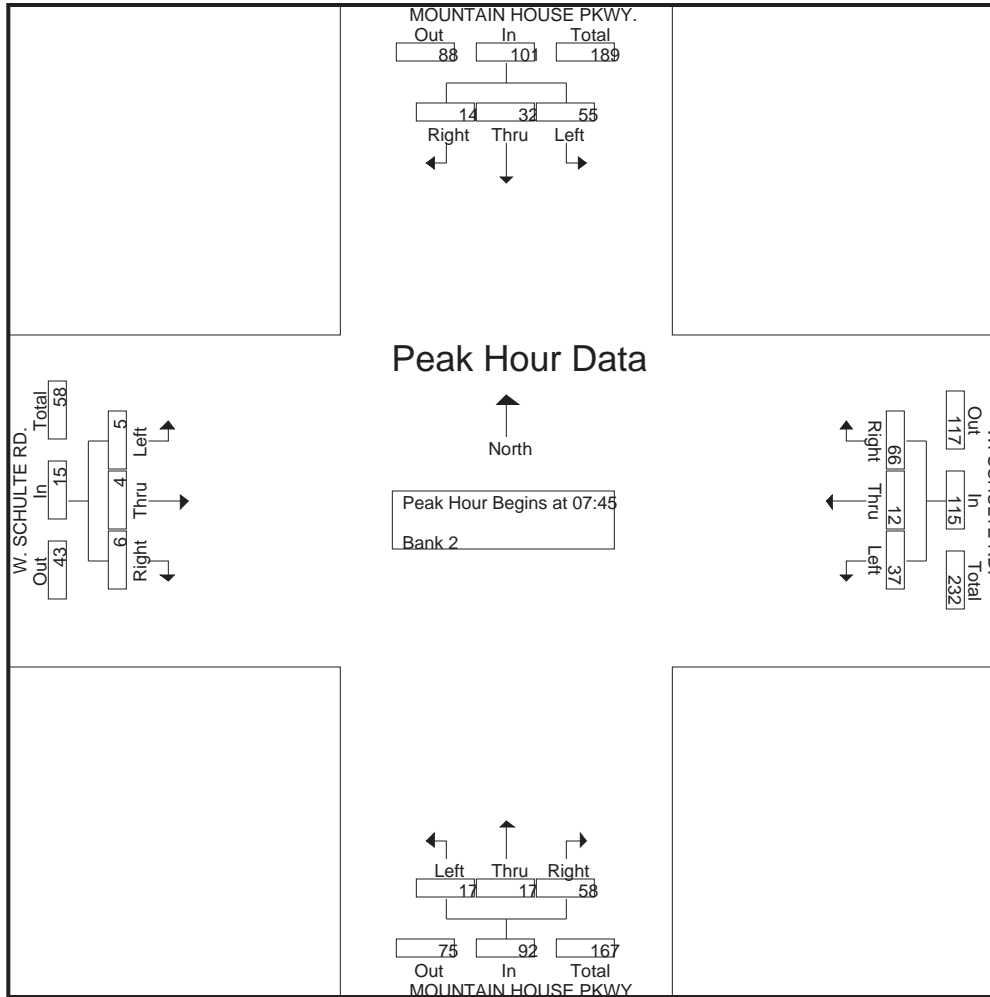 MOUNTAIN HOUSE PKWY.
Out In Total
88 101 189
14 32 55
Right Thru Left
Peak Hour Data
North
Peak Hour Begins at 07:45
Bank 2
W. SCHULTE RD.
Out In Total
43 15 58
5 4 6
Left Thru Right
Right Thru Left
66 12 37
Out In Total
117 115 232
Left Thru Right
17 17 58
75 92 167
Out In Total
MOUNTAIN HOUSE PKWY